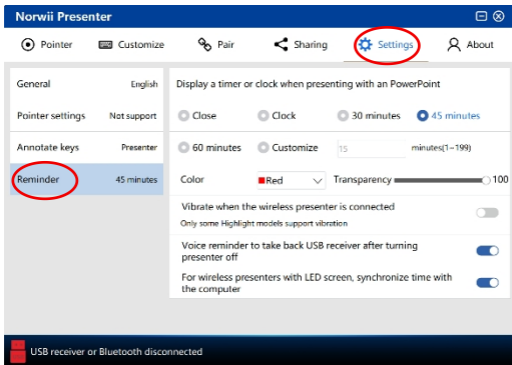 Norwii Presenter
Pointer Customize Pair Sharing Settings About
General English
Pointer settings Not support
Annotate keys Presenter
Reminder 45 minutes
Display a timer or clock when presenting with an PowerPoint
Close Clock 30 minutes 45 minutes
60 minutes Customize 15 minutes(1~199)
Color Red Transparency 100
Vibrate when the wireless presenter is connected
Only some Highlight models support vibration
Voice reminder to take back USB receiver after turning
presenter off
For wireless presenters with LED screen, synchronize time with
the computer
USB receiver or Bluetooth disconnected